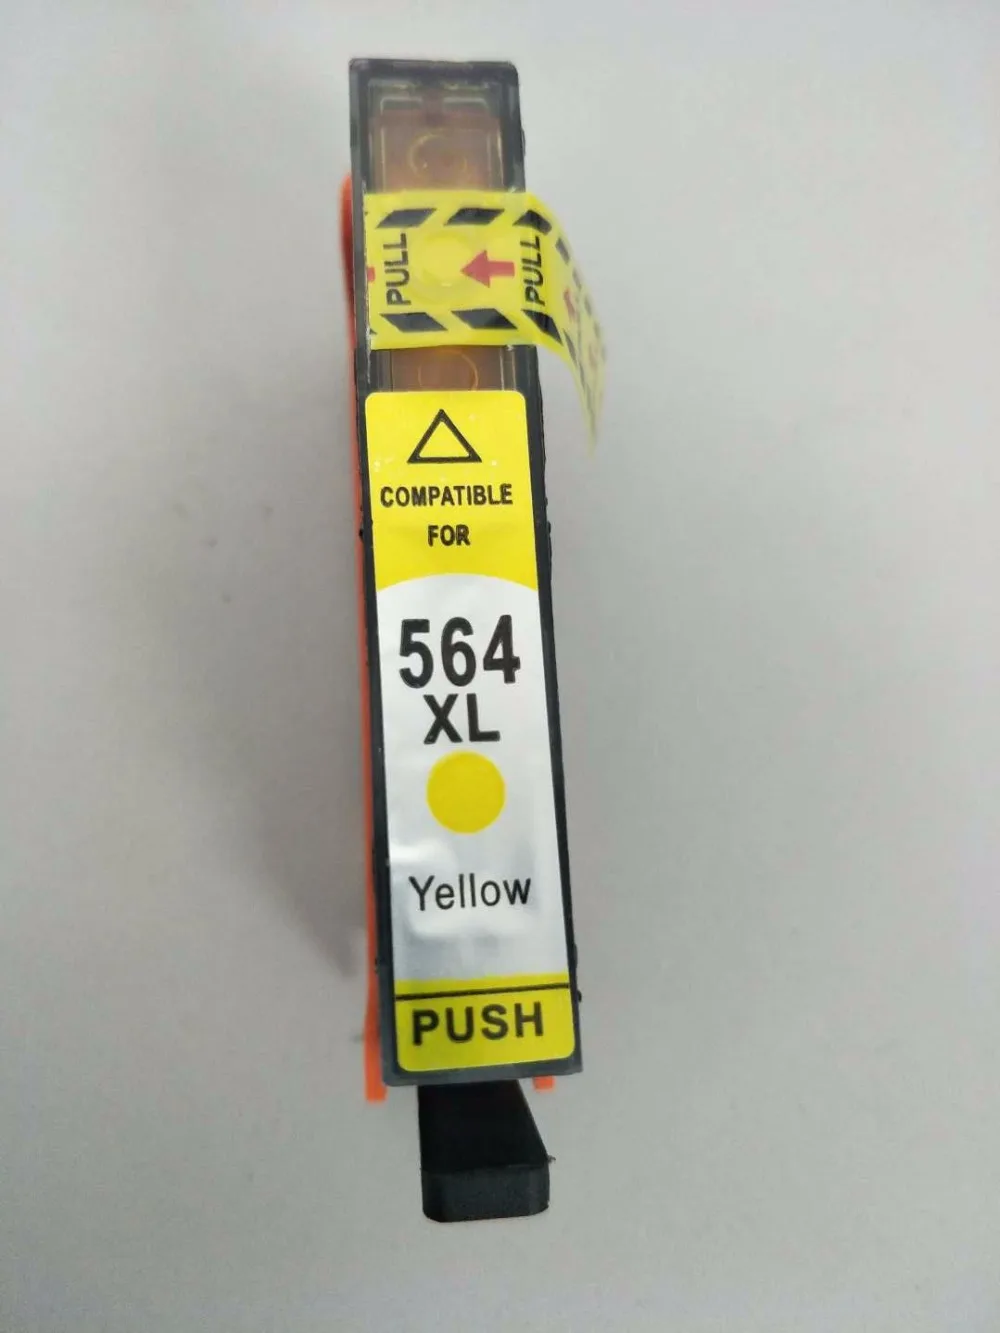 PULL
PULL
COMPATIBLE
FOR
564
XL
Yellow
PUSH